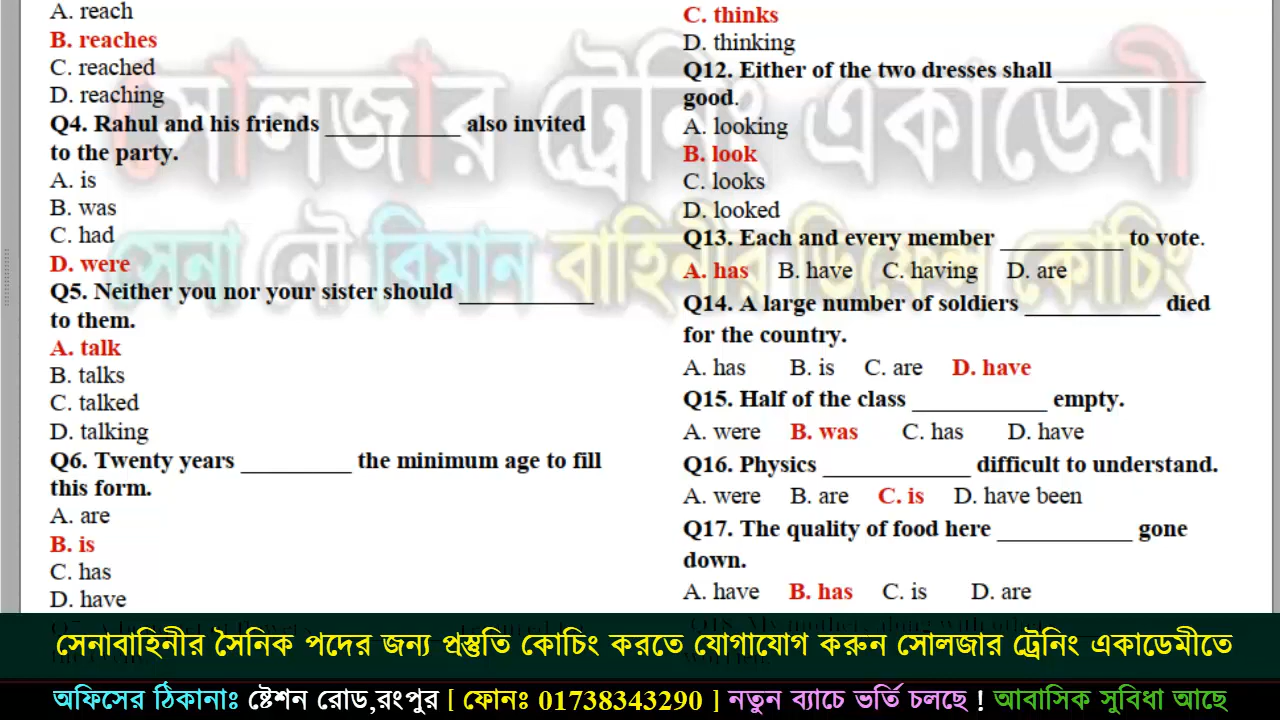 A. reach
B. reaches
C. reached
D. reaching
Q4. Rahul and his friends ___________ also invited
to the party.
A. is
B. was
C. had
D. were
Q5. Neither you nor your sister should ___________
to them.
A. talk
B. talks
C. talked
D. talking
Q6. Twenty years _________ the minimum age to fill
this form.
A. are
B. is
C. has
D. have
C. thinks
D. thinking
Q12. Either of the two dresses shall ____________
good.
A. looking
B. look
C. looks
D. looked
Q13. Each and every member __________ to vote.
A. has B. have C. having D. are
Q14. A large number of soldiers ___________ died
for the country.
A. has B. is C. are D. have
Q15. Half of the class ___________ empty.
A. were B. was C. has D. have
Q16. Physics ____________ difficult to understand.
A. were B. are C. is D. have been
Q17. The quality of food here ___________ gone
down.
A. have B. has C. is D. are
সোলজার ট্রেনিং একাডেমী
সেনা নৌ বিমান বাহিনীর ডিফেন্স কোচিং
সেনাবাহিনীর সৈনিক পদের জন্য প্রস্তুতি কোচিং করতে যোগাযোগ করুন সোলজার ট্রেনিং একাডেমীতে
অফিসের ঠিকানাঃ ষ্টেশন রোড,রংপুর [ ফোনঃ 01738343290 ] নতুন ব্যাচে ভর্তি চলছে ! আবাসিক সুবিধা আছে